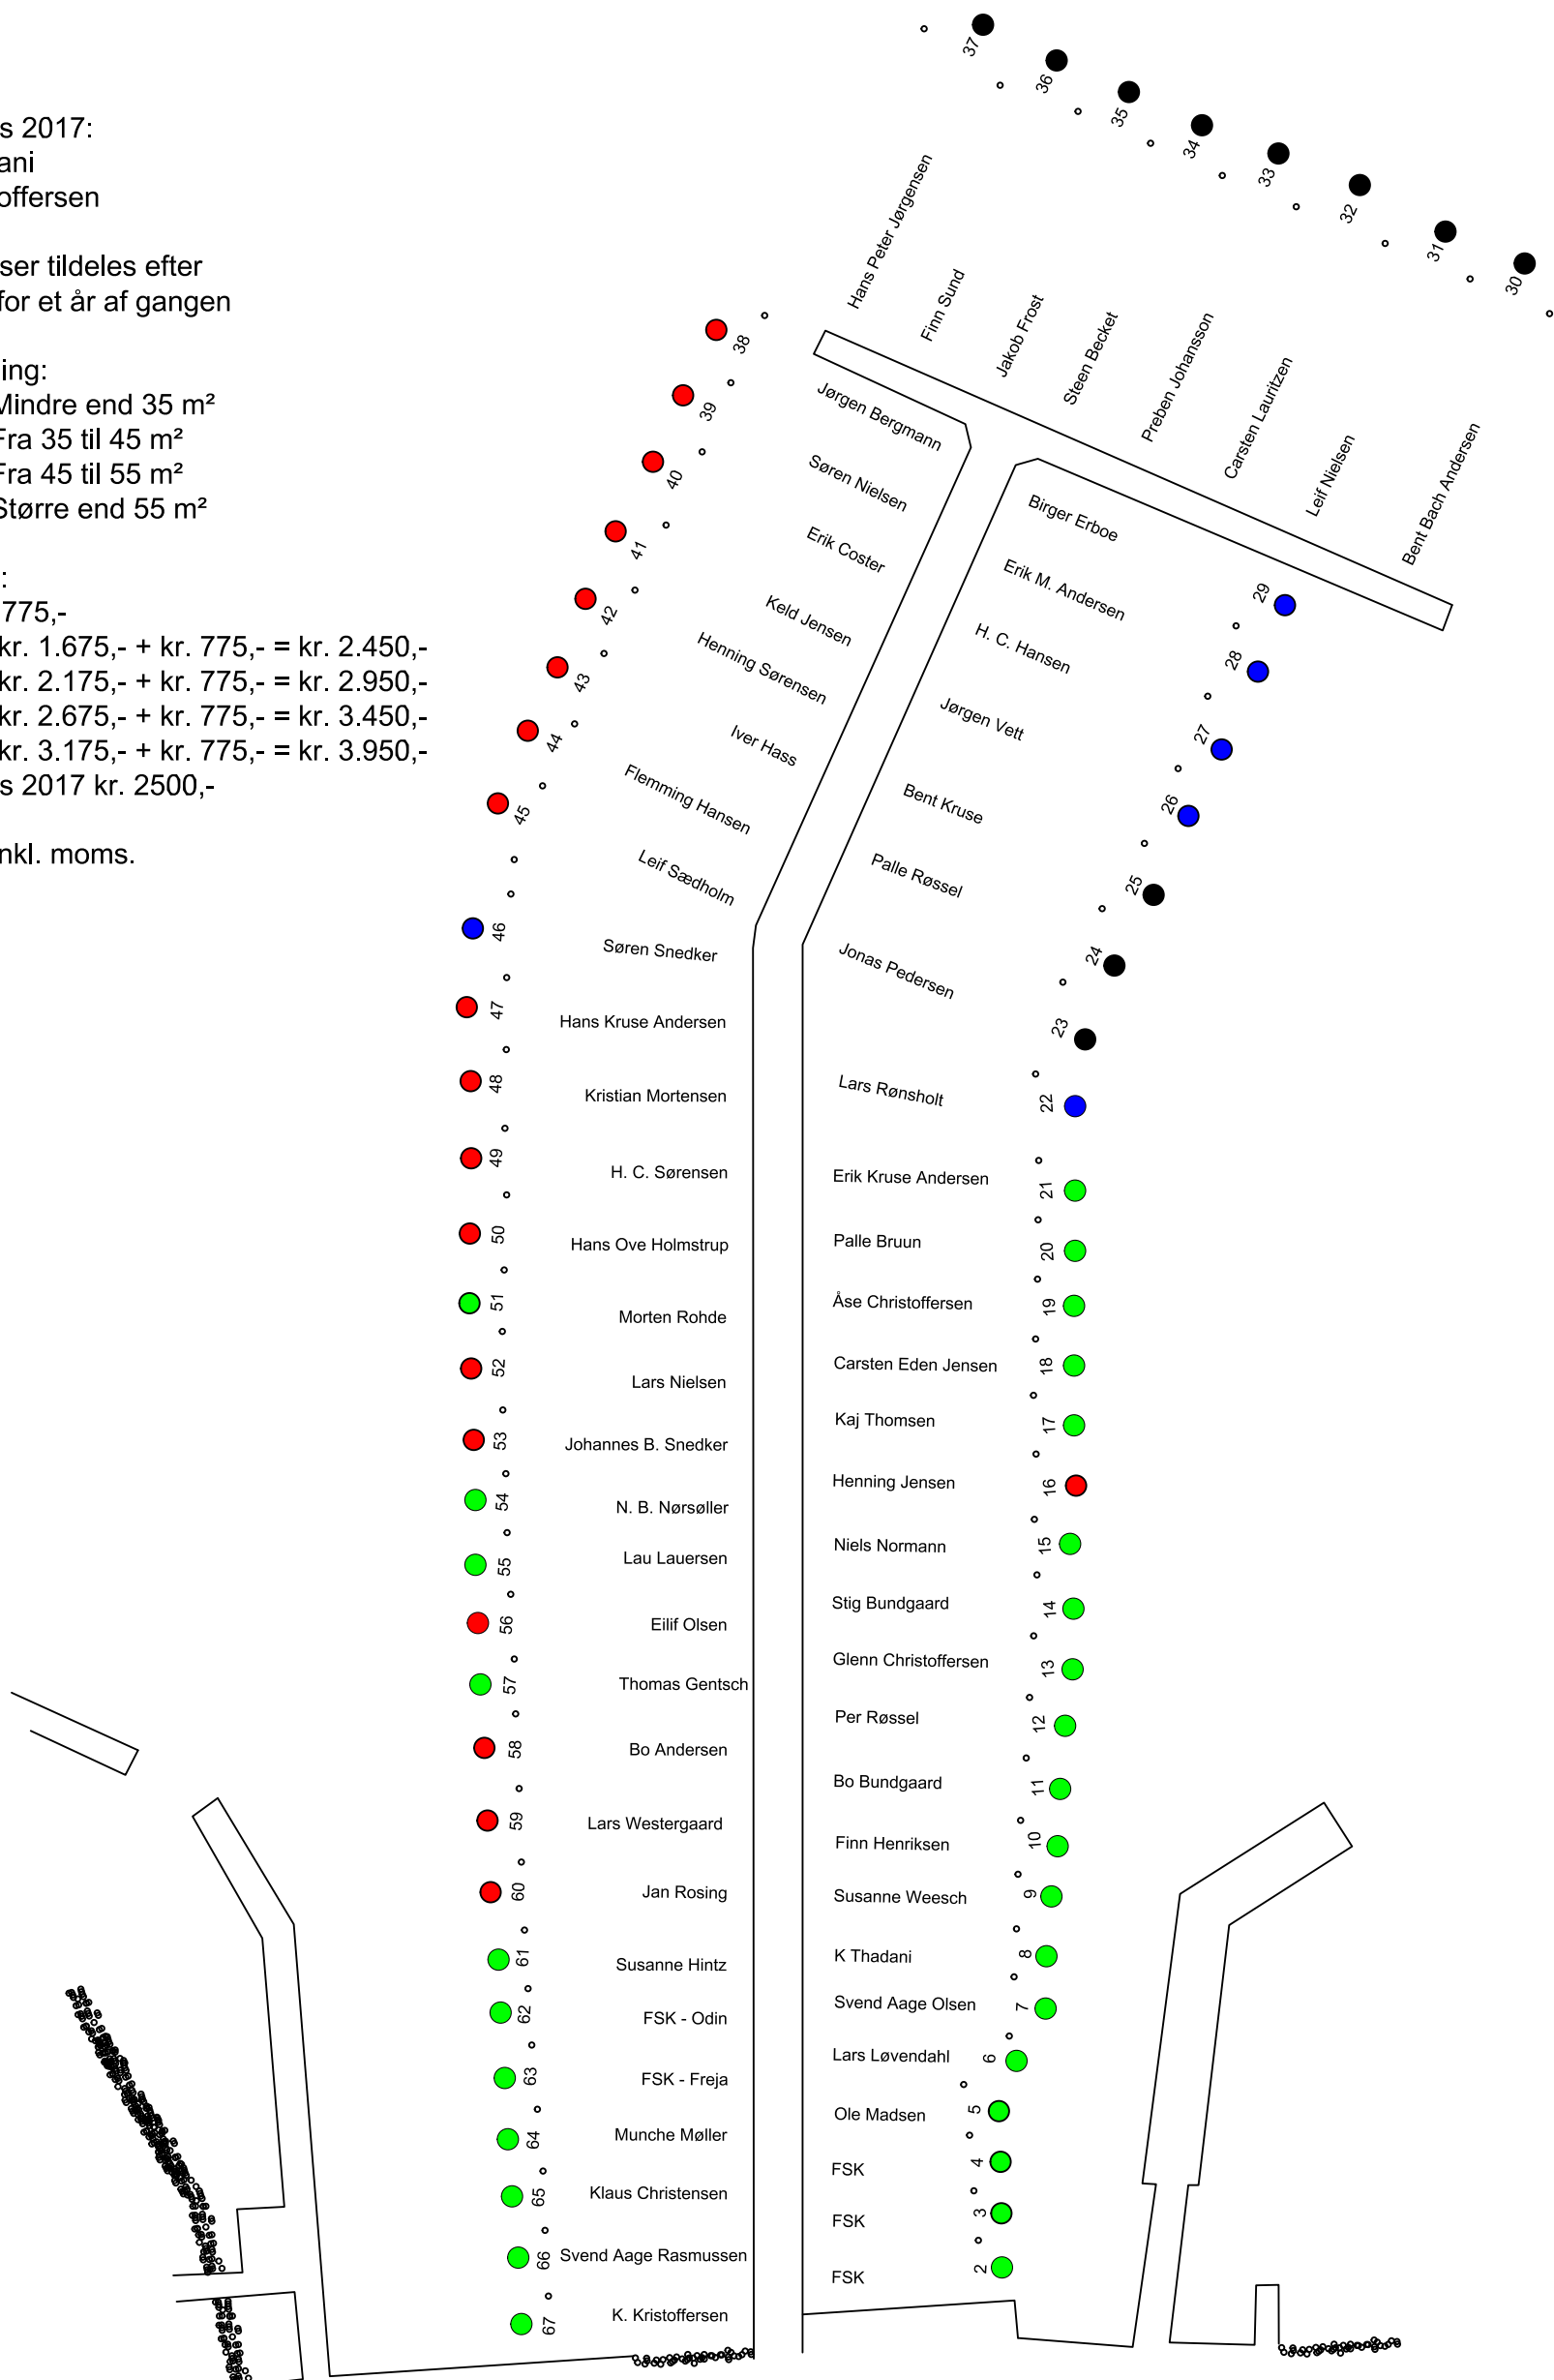 s 2017:
ani
offersen
ser tildeles efter
for et år af gangen
ing:
Mindre end 35 m²
Fra 35 til 45 m²
Fra 45 til 55 m²
Større end 55 m²
:
775,-
kr. 1.675,- + kr. 775,- = kr. 2.450,-
kr. 2.175,- + kr. 775,- = kr. 2.950,-
kr. 2.675,- + kr. 775,- = kr. 3.450,-
kr. 3.175,- + kr. 775,- = kr. 3.950,-
s 2017 kr. 2500,-
nkl. moms.
37
36
35
34
33
32
31
30
Hans Peter Jørgensen
Finn Sund
Jakob Frost
Steen Becket
Preben Johansson
Carsten Lauritzen
Leif Nielsen
Bent Bach Andersen
38
Jørgen Bergmann
39
Søren Nielsen
40
Erik Coster
41
Keld Jensen
42
Henning Sørensen
43
Iver Hass
44
Flemming Hansen
45
Leif Sædholm
46
Søren Snedker
47
Hans Kruse Andersen
48
Kristian Mortensen
49
H. C. Sørensen
50
Hans Ove Holmstrup
51
Morten Rohde
52
Lars Nielsen
53
Johannes B. Snedker
54
N. B. Nørsøller
55
Lau Lauersen
56
Eilif Olsen
57
Thomas Gentsch
58
Bo Andersen
59
Lars Westergaard
60
Jan Rosing
61
Susanne Hintz
62
FSK - Odin
63
FSK - Freja
64
Munche Møller
65
Klaus Christensen
66
Svend Aage Rasmussen
67
K. Kristoffersen
Birger Erboe
29
Erik M. Andersen
28
H. C. Hansen
27
Jørgen Vett
26
Bent Kruse
25
Palle Røssel
24
Jonas Pedersen
23
Lars Rønsholt
22
Erik Kruse Andersen
21
Palle Bruun
20
Åse Christoffersen
19
Carsten Eden Jensen
18
Kaj Thomsen
17
Henning Jensen
16
Niels Normann
15
Stig Bundgaard
14
Glenn Christoffersen
13
Per Røssel
12
Bo Bundgaard
11
Finn Henriksen
10
Susanne Weesch
9
K Thadani
8
Svend Aage Olsen
7
Lars Løvendahl
6
Ole Madsen
5
FSK
4
FSK
3
FSK
2